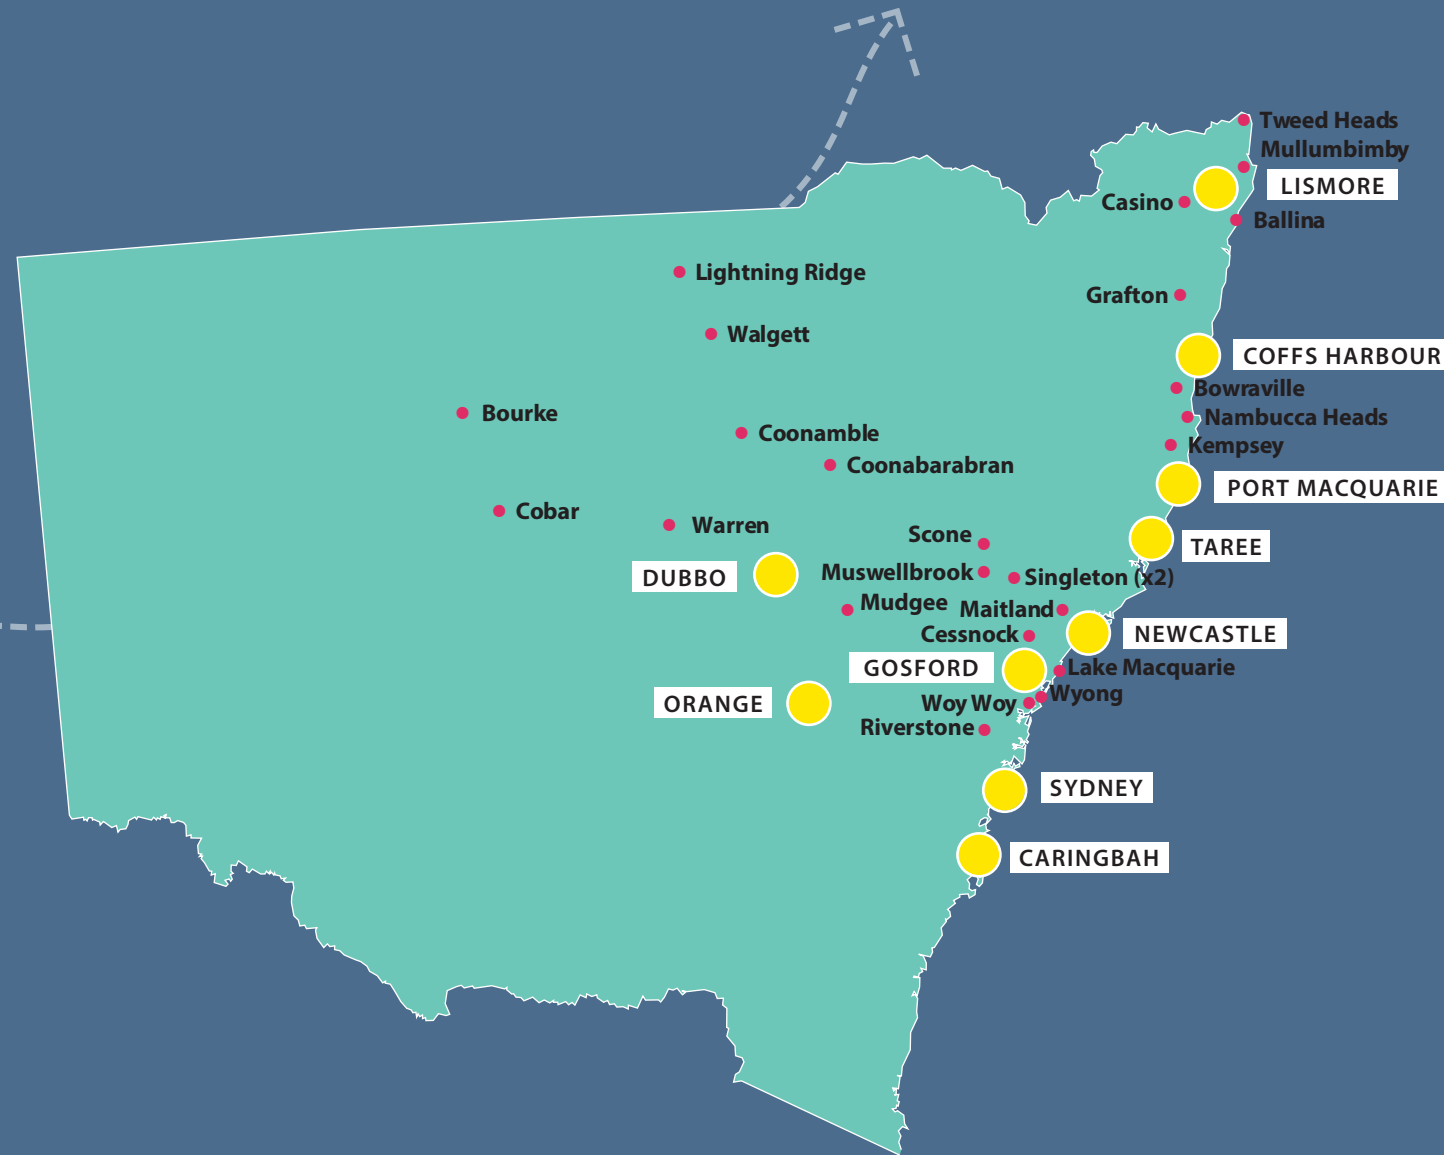 Tweed Heads
Mullumbimby
LISMORE
Casino
Ballina
Lightning Ridge
Grafton
Walgett
COFFS HARBOUR
Bowraville
Bourke
Nambucca Heads
Coonamble
Kempsey
Coonabarabran
PORT MACQUARIE
Cobar
Warren
Scone
TAREE
Muswellbrook
Singleton (x2)
DUBBO
Mudgee
Maitland
Cessnock
NEWCASTLE
GOSFORD
Lake Macquarie
Wyong
ORANGE
Woy Woy
Riverstone
SYDNEY
CARINGBAH